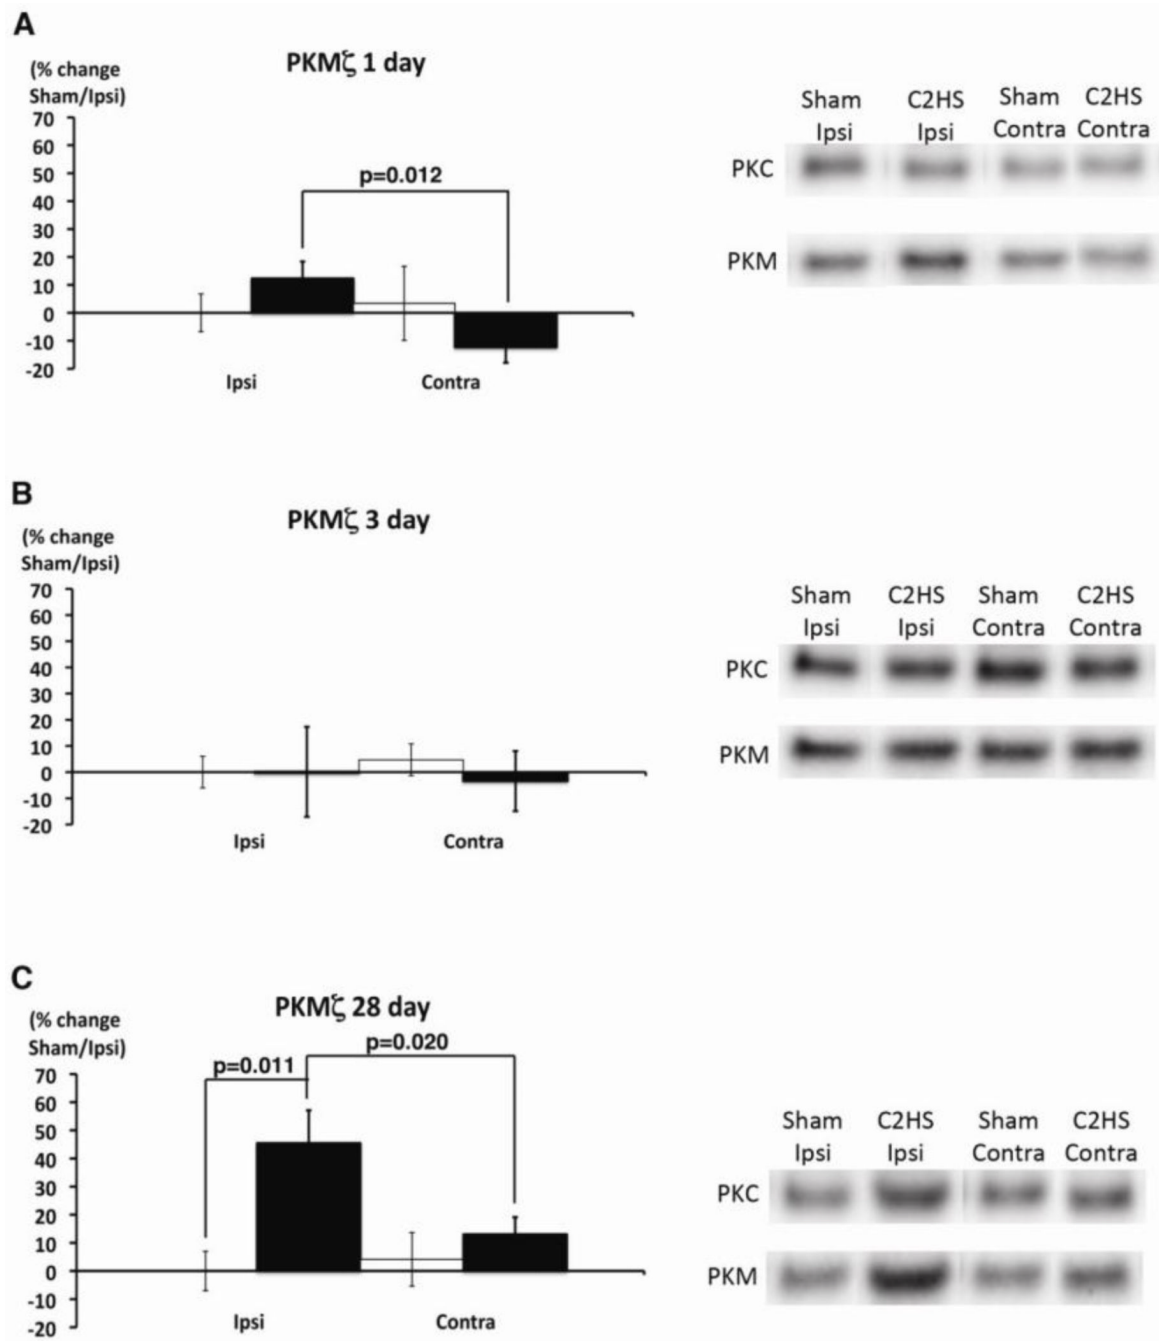 A
PKMζ 1 day
(% change
Sham/Ipsi)
70
60
50
40
30
20
10
0
-10
-20
p=0.012
Ipsi
Contra
Sham
Ipsi
C2HS
Ipsi
Sham
Contra
C2HS
Contra
PKC
PKM
B
PKMζ 3 day
(% change
Sham/Ipsi)
70
60
50
40
30
20
10
0
-10
-20
Ipsi
Contra
Sham
Ipsi
C2HS
Ipsi
Sham
Contra
C2HS
Contra
PKC
PKM
C
PKMζ 28 day
(% change
Sham/Ipsi)
70
60
50
40
30
20
10
0
-10
-20
p=0.011
p=0.020
Ipsi
Contra
Sham
Ipsi
C2HS
Ipsi
Sham
Contra
C2HS
Contra
PKC
PKM